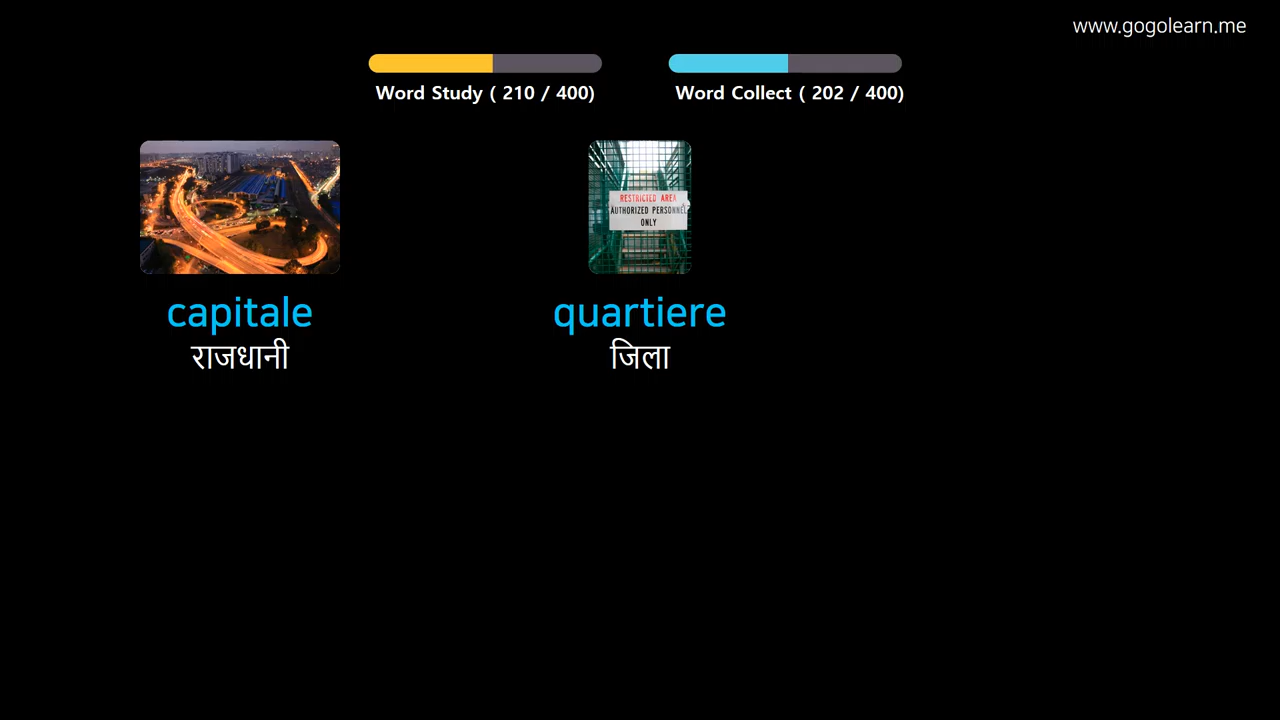 www.gogolearn.me
Word Study ( 210 / 400)
Word Collect ( 202 / 400)
RESTRICTED AREA
AUTHORIZED PERSONNEL
ONLY
capitale
quartiere
राजधानी
जिला